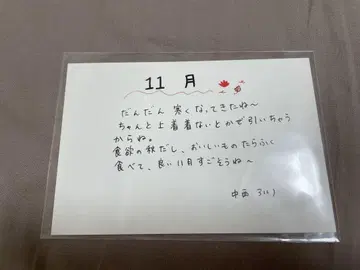 11 月
だんだん 寒くなってきたね〜
ちゃんと上着着ないとかぜ引いちゃう
からね。
食欲の秋だし、おいしいものたらふく
食べて、良い11月すごそうね〜
中西